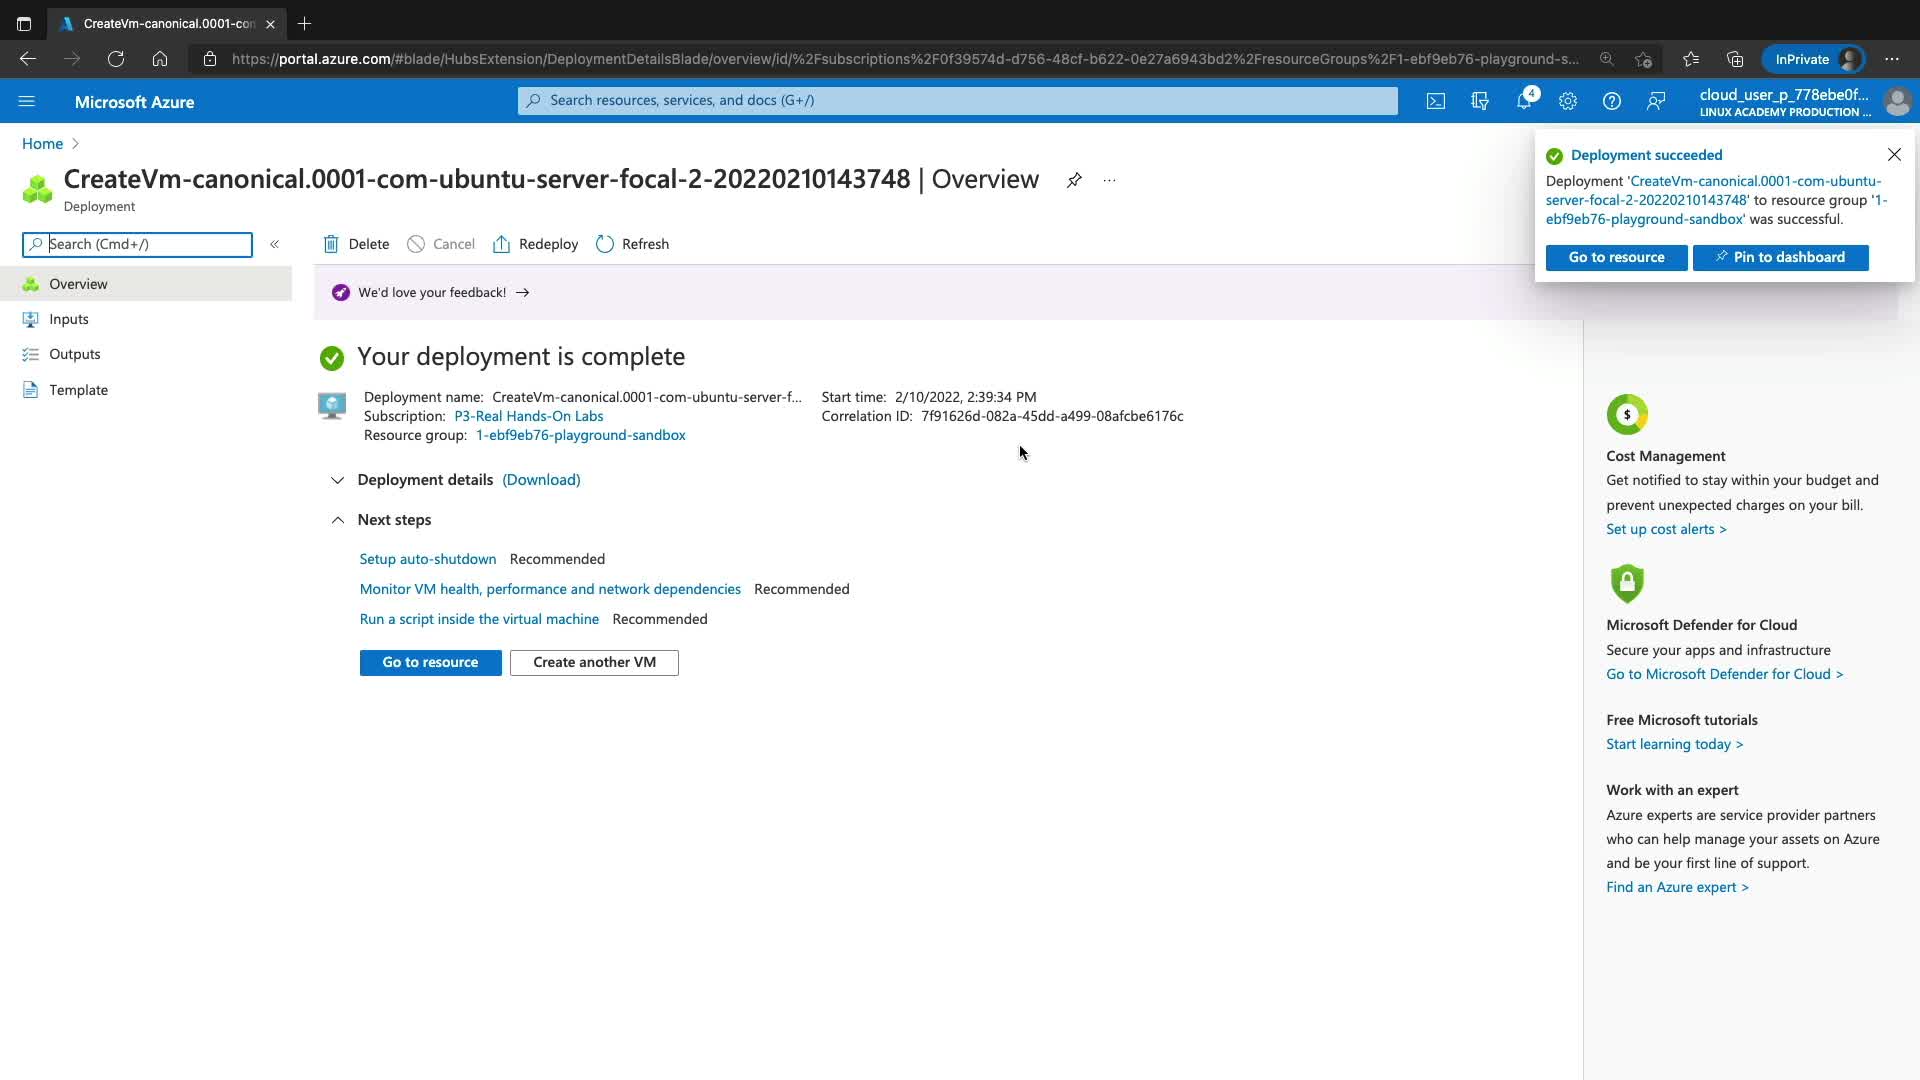 CreateVm-canonical.0001-con
https://portal.azure.com/#blade/HubsExtension/DeploymentDetailsBlade/overview/id/%2Fsubscriptions%2F0f39574d-d756-48cf-b622-0e27a6943bd2%2FresourceGroups%2F1-ebf9eb76-playground-s...
InPrivate
Microsoft Azure
Search resources, services, and docs (G+/)
4
cloud_user_p_778ebe0f...
LINUX ACADEMY PRODUCTION ...
Home
CreateVm-canonical.0001-com-ubuntu-server-focal-2-20220210143748 | Overview
...
Deployment
Deployment succeeded
Deployment 'CreateVm-canonical.0001-com-ubuntu-
server-focal-2-20220210143748' to resource group '1-
ebf9eb76-playground-sandbox' was successful.
Go to resource
Pin to dashboard
Search (Cmd+/)
«
Delete
Cancel
Redeploy
Refresh
Overview
Inputs
Outputs
Template
We'd love your feedback! →
Your deployment is complete
Deployment name: CreateVm-canonical.0001-com-ubuntu-server-f...
Subscription: P3-Real Hands-On Labs
Resource group: 1-ebf9eb76-playground-sandbox
Start time: 2/10/2022, 2:39:34 PM
Correlation ID: 7f91626d-082a-45dd-a499-08afcbe6176c
Deployment details (Download)
Next steps
Setup auto-shutdown Recommended
Monitor VM health, performance and network dependencies Recommended
Run a script inside the virtual machine Recommended
Go to resource
Create another VM
$
Cost Management
Get notified to stay within your budget and
prevent unexpected charges on your bill.
Set up cost alerts >
Microsoft Defender for Cloud
Secure your apps and infrastructure
Go to Microsoft Defender for Cloud >
Free Microsoft tutorials
Start learning today >
Work with an expert
Azure experts are service provider partners
who can help manage your assets on Azure
and be your first line of support.
Find an Azure expert >